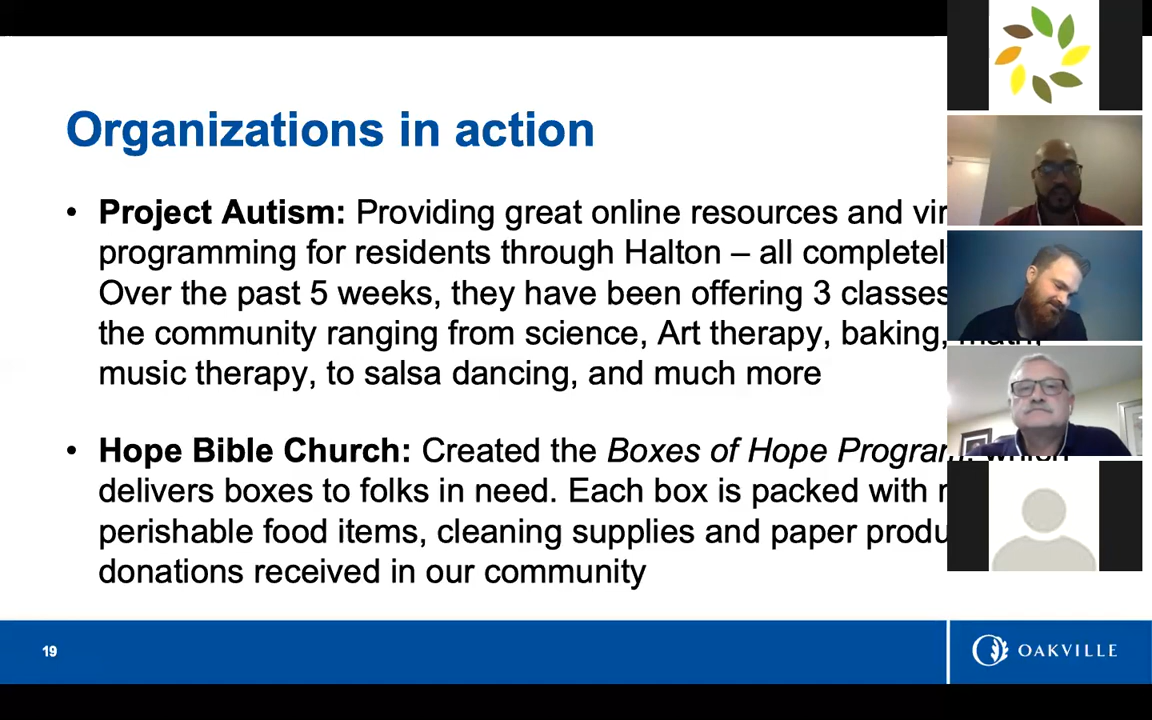 Organizations in action
• Project Autism: Providing great online resources and
programming for residents through Halton – all
Over the past 5 weeks, they have been offering 3 classes
the community ranging from science, Art therapy, baking, math,
music therapy, to salsa dancing, and much more
• Hope Bible Church: Created the Boxes of Hope Program, which
delivers boxes to folks in need. Each box is packed with
perishable food items, cleaning supplies and paper
donations received in our community
19
OAKVILLE